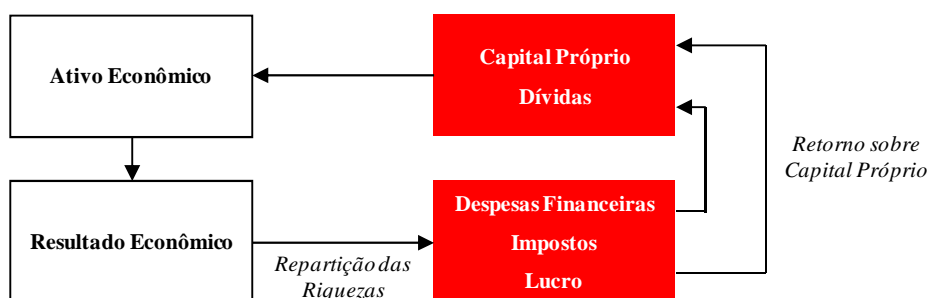 Ativo Econômico
Capital Próprio
Dívidas
Retorno sobre
Capital Próprio
Resultado Econômico
Repartição das
Riquezas
Despesas Financeiras
Impostos
Lucro